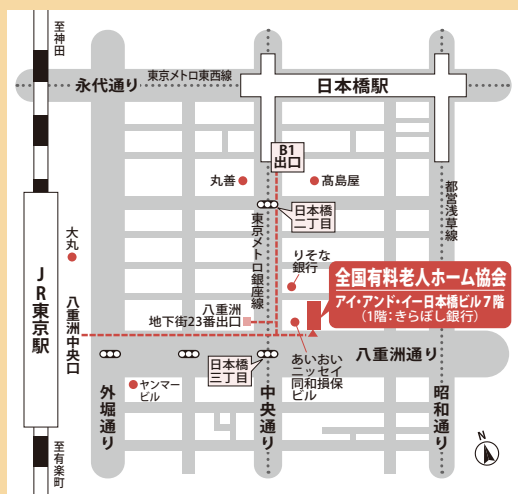 至神田
永代通り
東京メトロ東西線
日本橋駅
B1
出口
丸善
髙島屋
日本橋
二丁目
東京メトロ銀座線
都営浅草線
大丸
りそな
銀行
全国有料老人ホーム協会
アイ・アンド・イー日本橋ビル7階
(1階:きらぼし銀行)
JR東京駅
八重洲中央口
八重洲
地下街23番出口
あいおい
ニッセイ
同和損保
ビル
八重洲通り
日本橋
三丁目
ヤンマー
ビル
外堀通り
中央通り
昭和通り
至有楽町
N